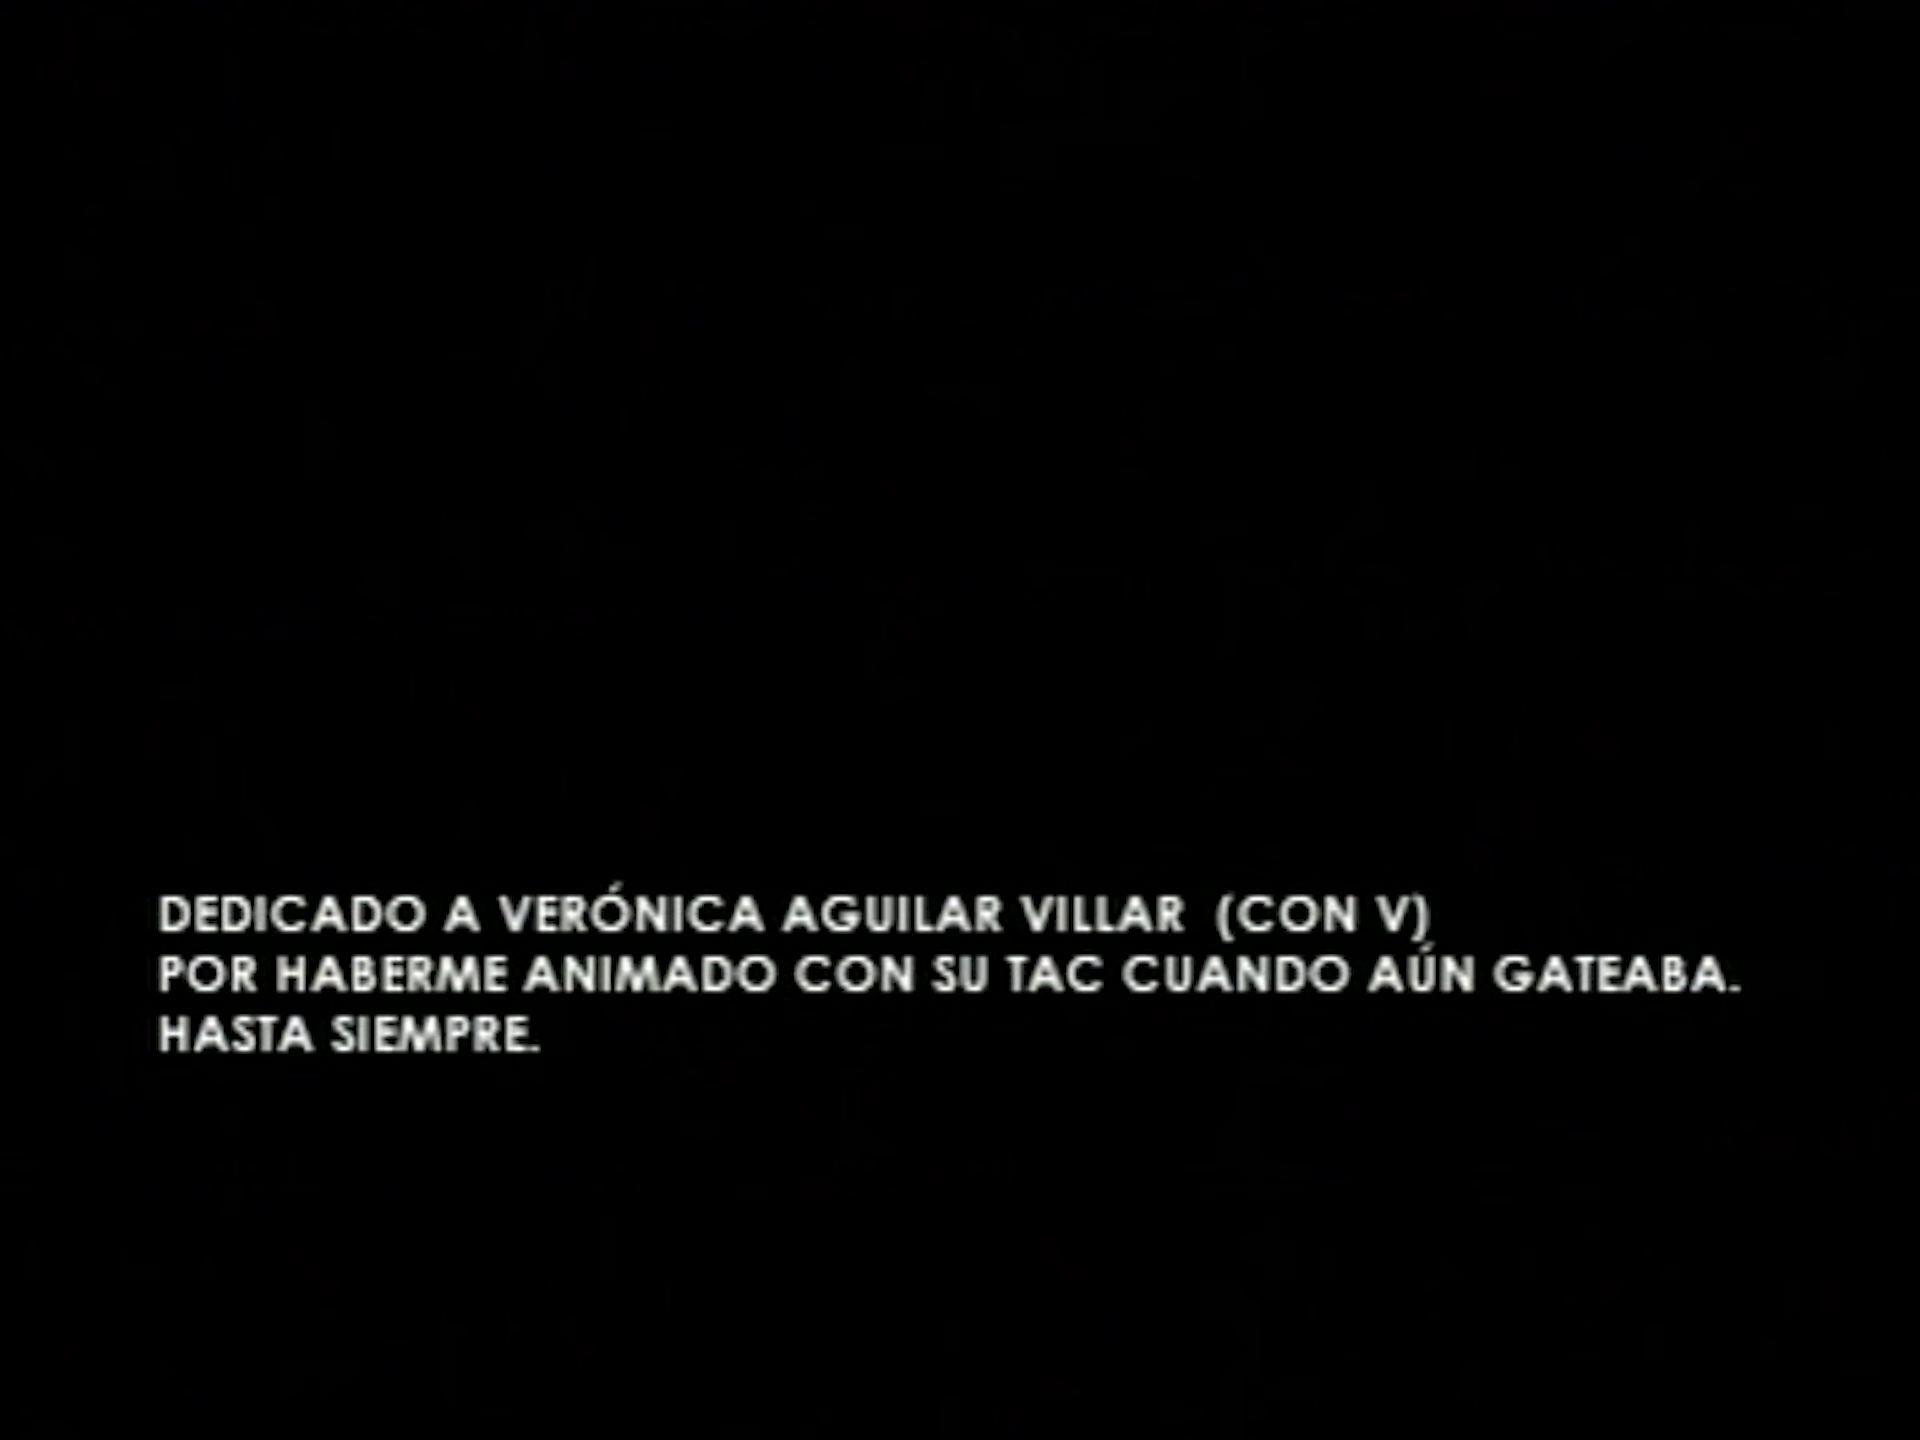 DEDICADO A VERÓNICA AGUILAR VILLAR (CON V)
POR HABERME ANIMADO CON SU TAC CUANDO AÚN GATEABA.
HASTA SIEMPRE.